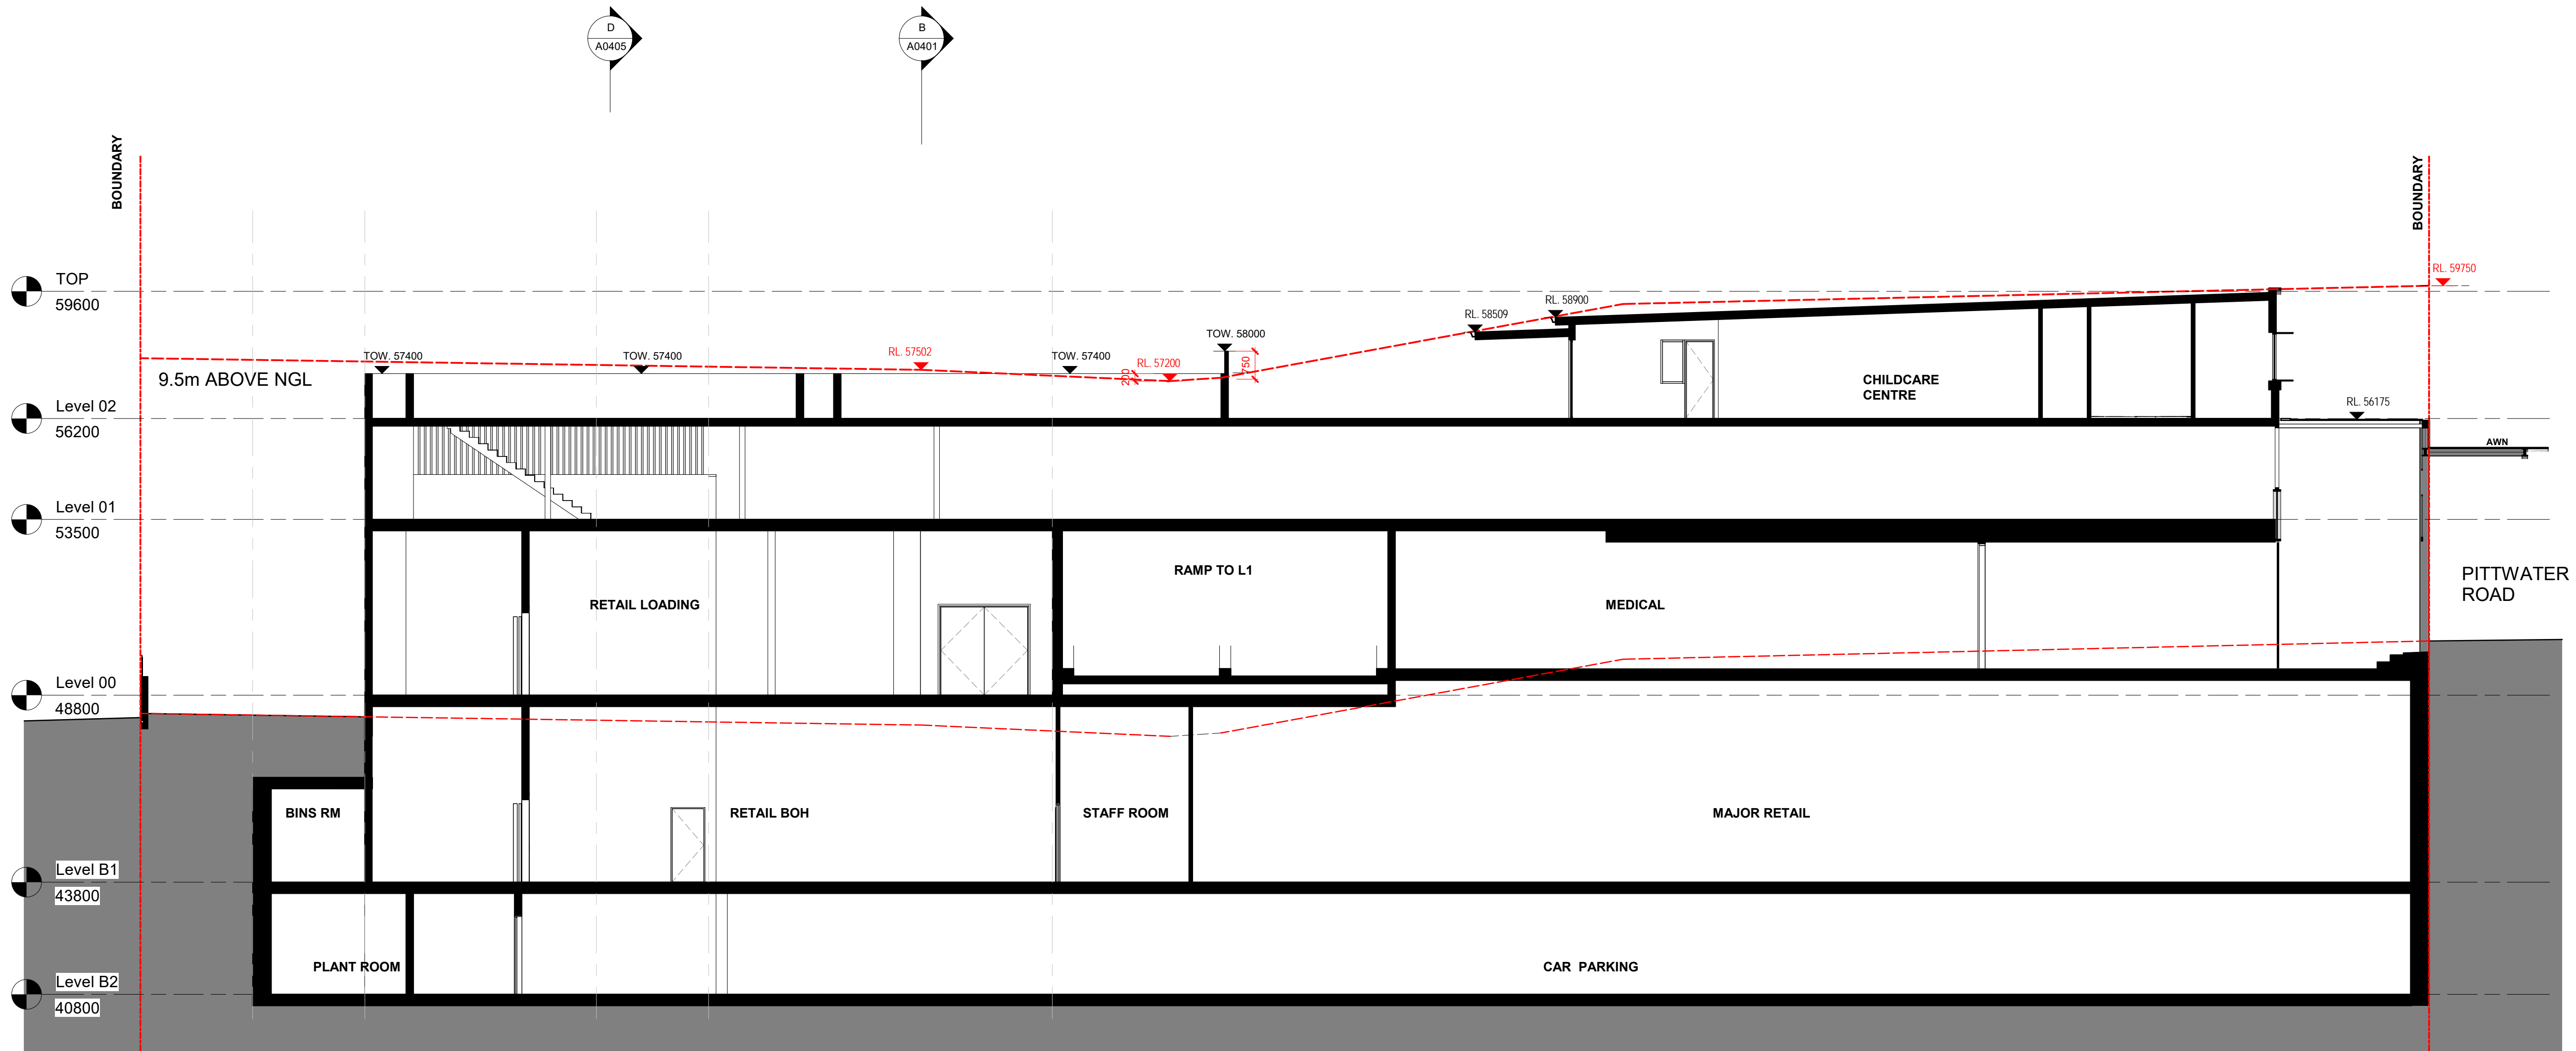 D
A0405
B
A0401
BOUNDARY
BOUNDARY
TOP
59600
RL. 59750
RL. 58900
RL. 58509
TOW. 58000
TOW. 57400
TOW. 57400
RL. 57502
TOW. 57400
RL. 57200
200
750
9.5m ABOVE NGL
CHILDCARE
CENTRE
Level 02
56200
RL. 56175
AWN
Level 01
53500
RAMP TO L1
PITTWATER
ROAD
RETAIL LOADING
MEDICAL
Level 00
48800
BINS RM
RETAIL BOH
STAFF ROOM
MAJOR RETAIL
Level B1
43800
PLANT ROOM
CAR PARKING
Level B2
40800